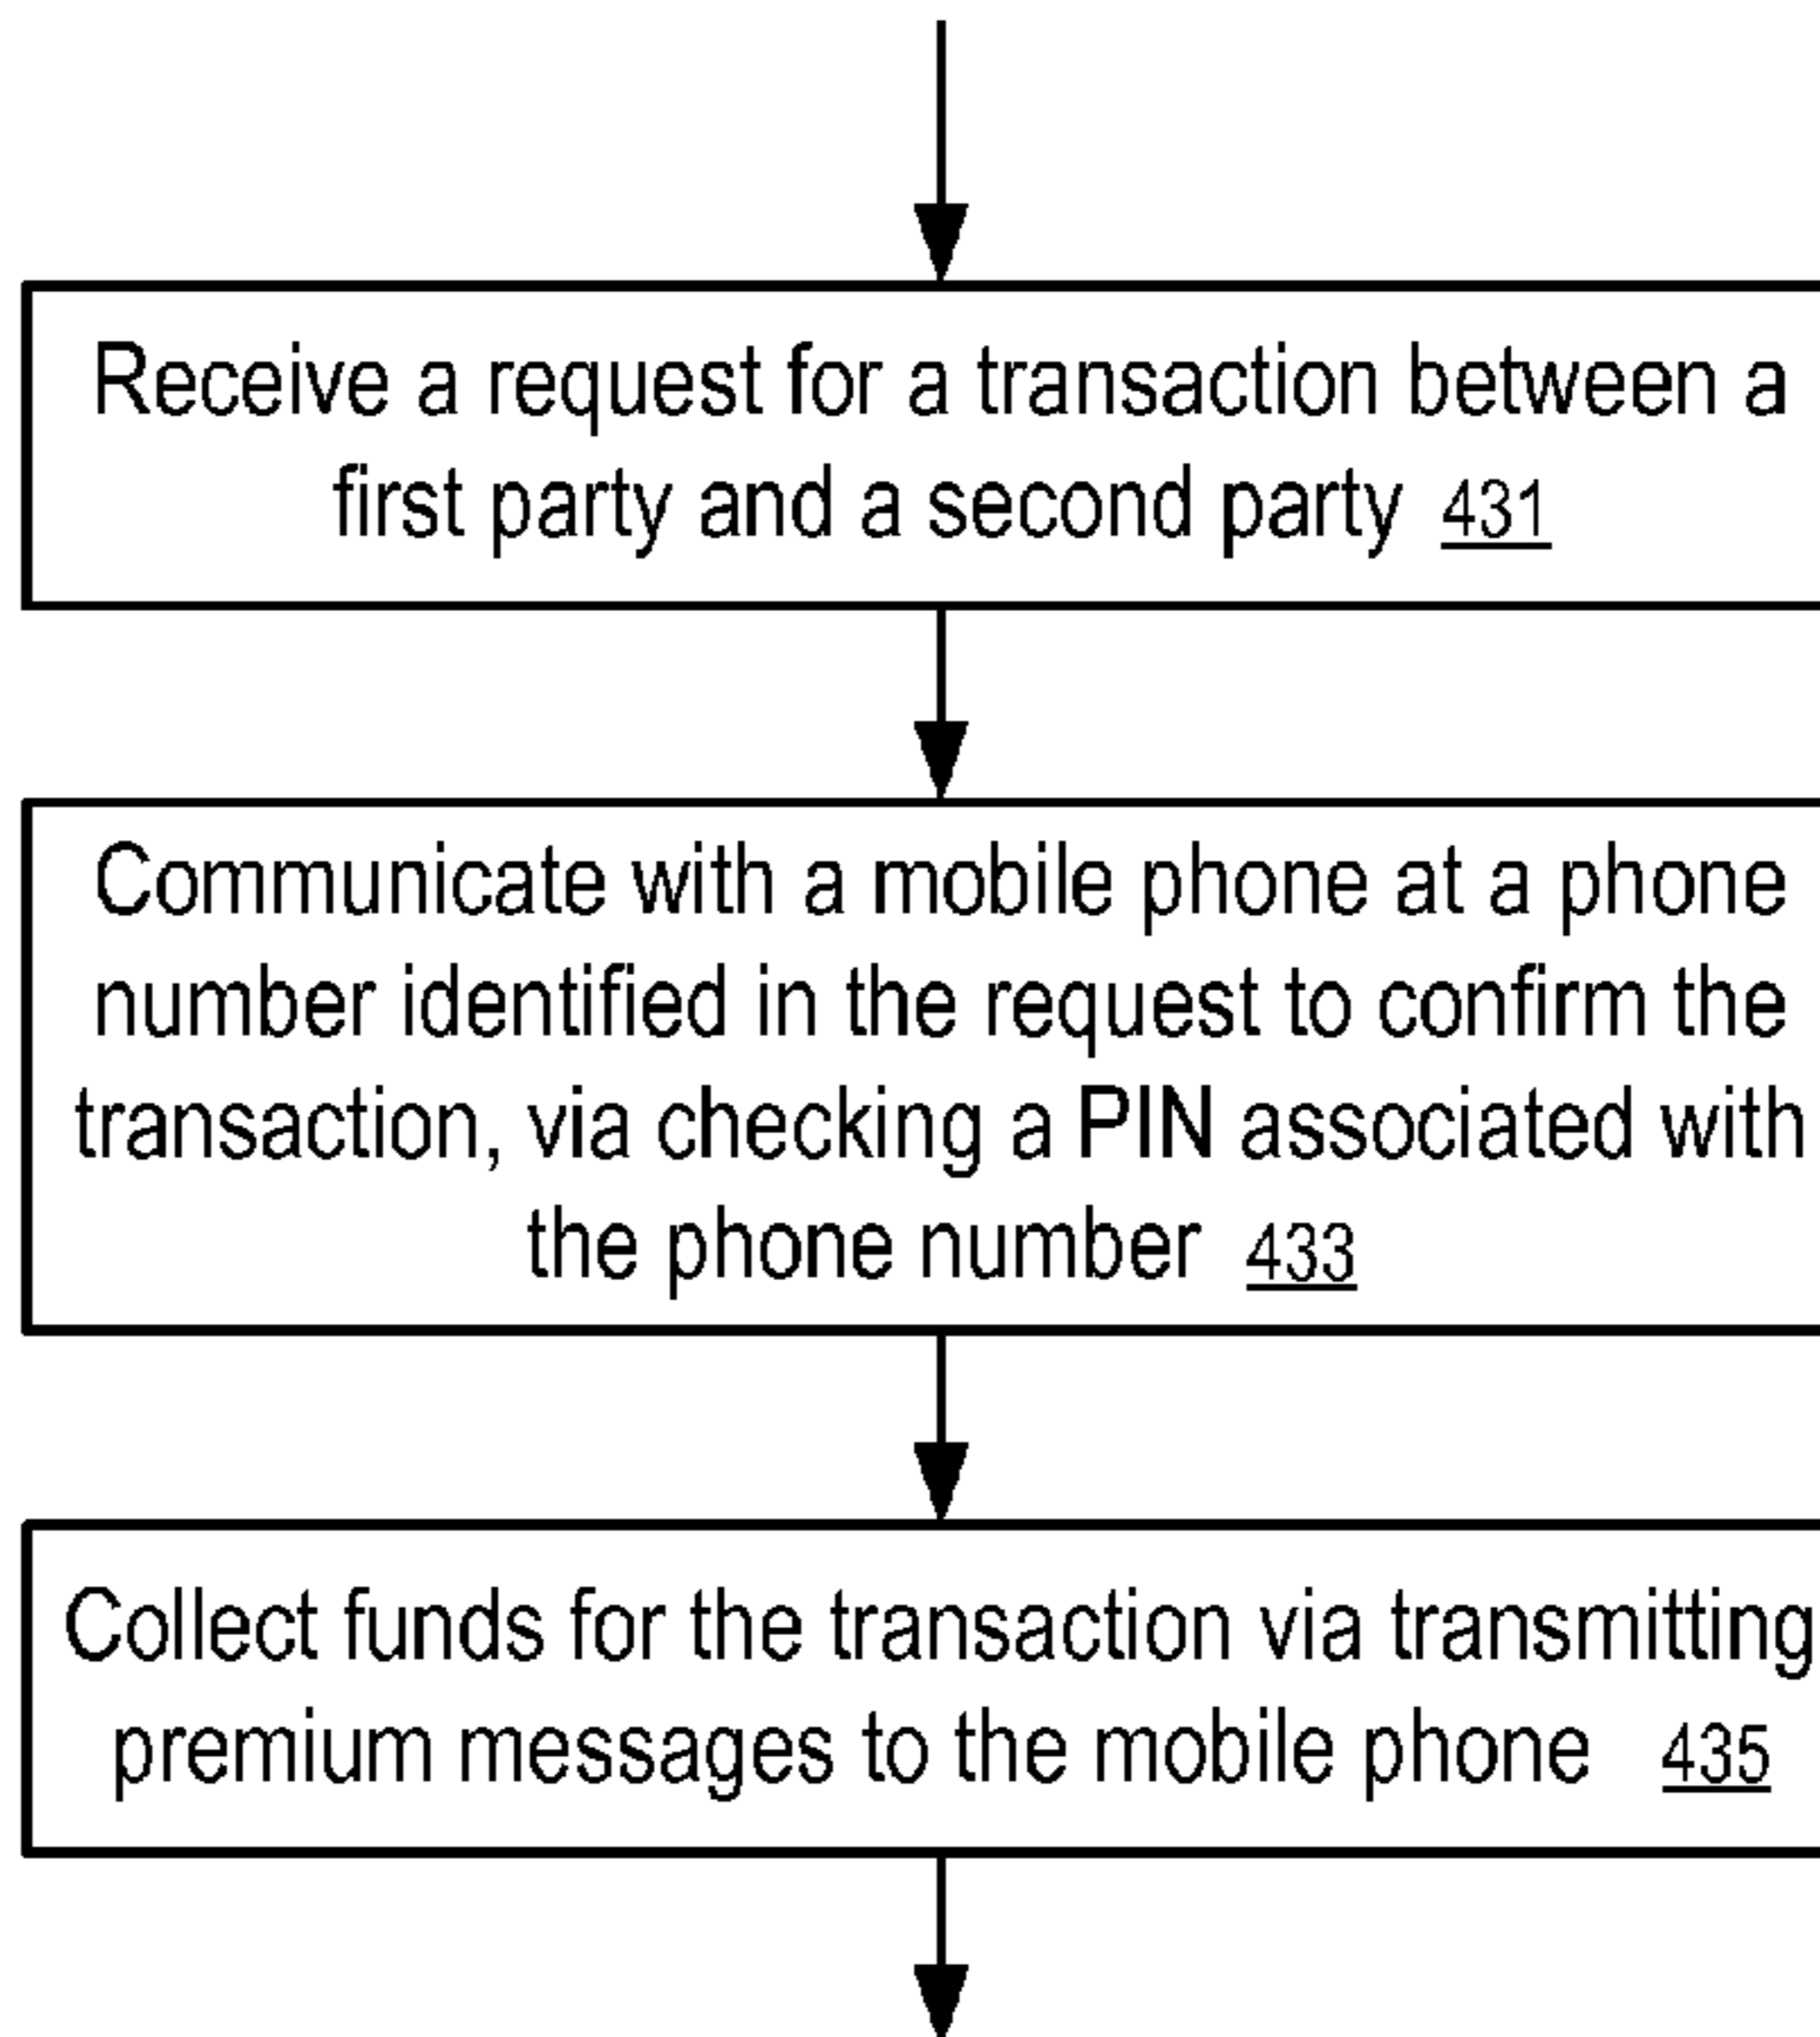 Receive a request for a transaction between a
first party and a second party 431
Communicate with a mobile phone at a phone
number identified in the request to confirm the
transaction, via checking a PIN associated with
the phone number 433
Collect funds for the transaction via transmitting
premium messages to the mobile phone 435